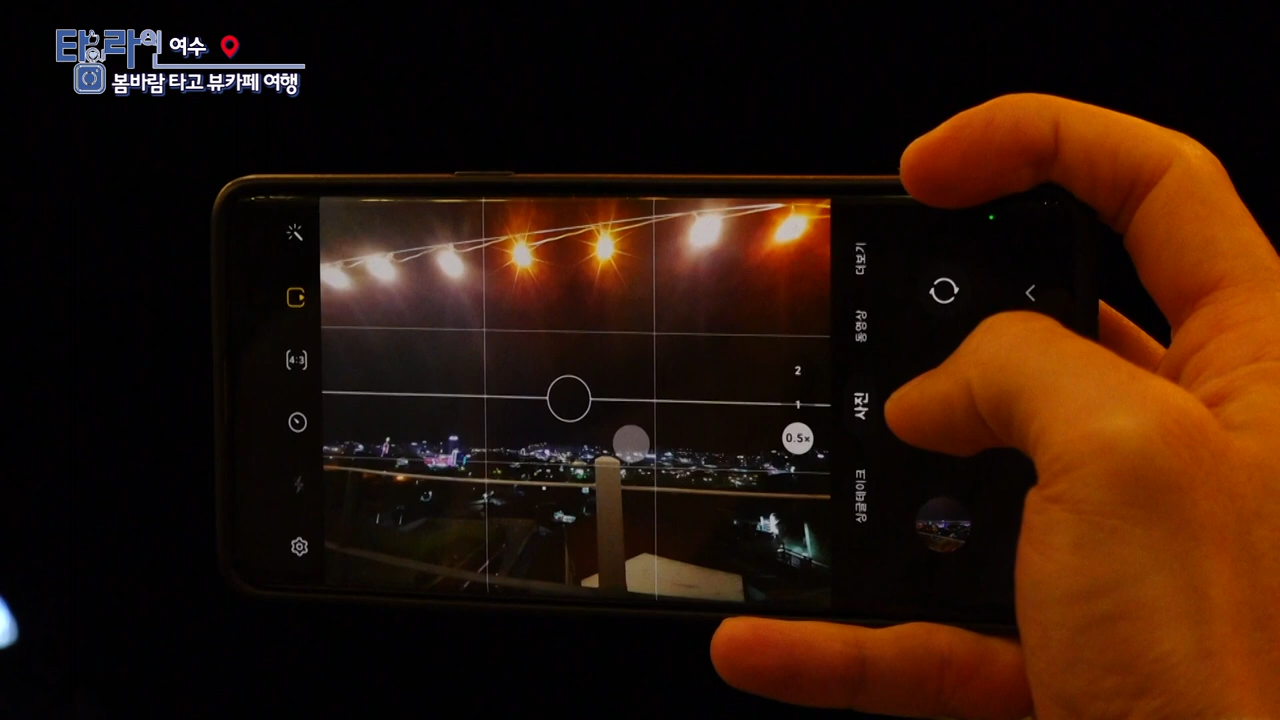 타라의 여수
봄바람 타고 뷰카페 여행
4:3
2
1
0.5×
더보기
동영상
사진
싱글테이크